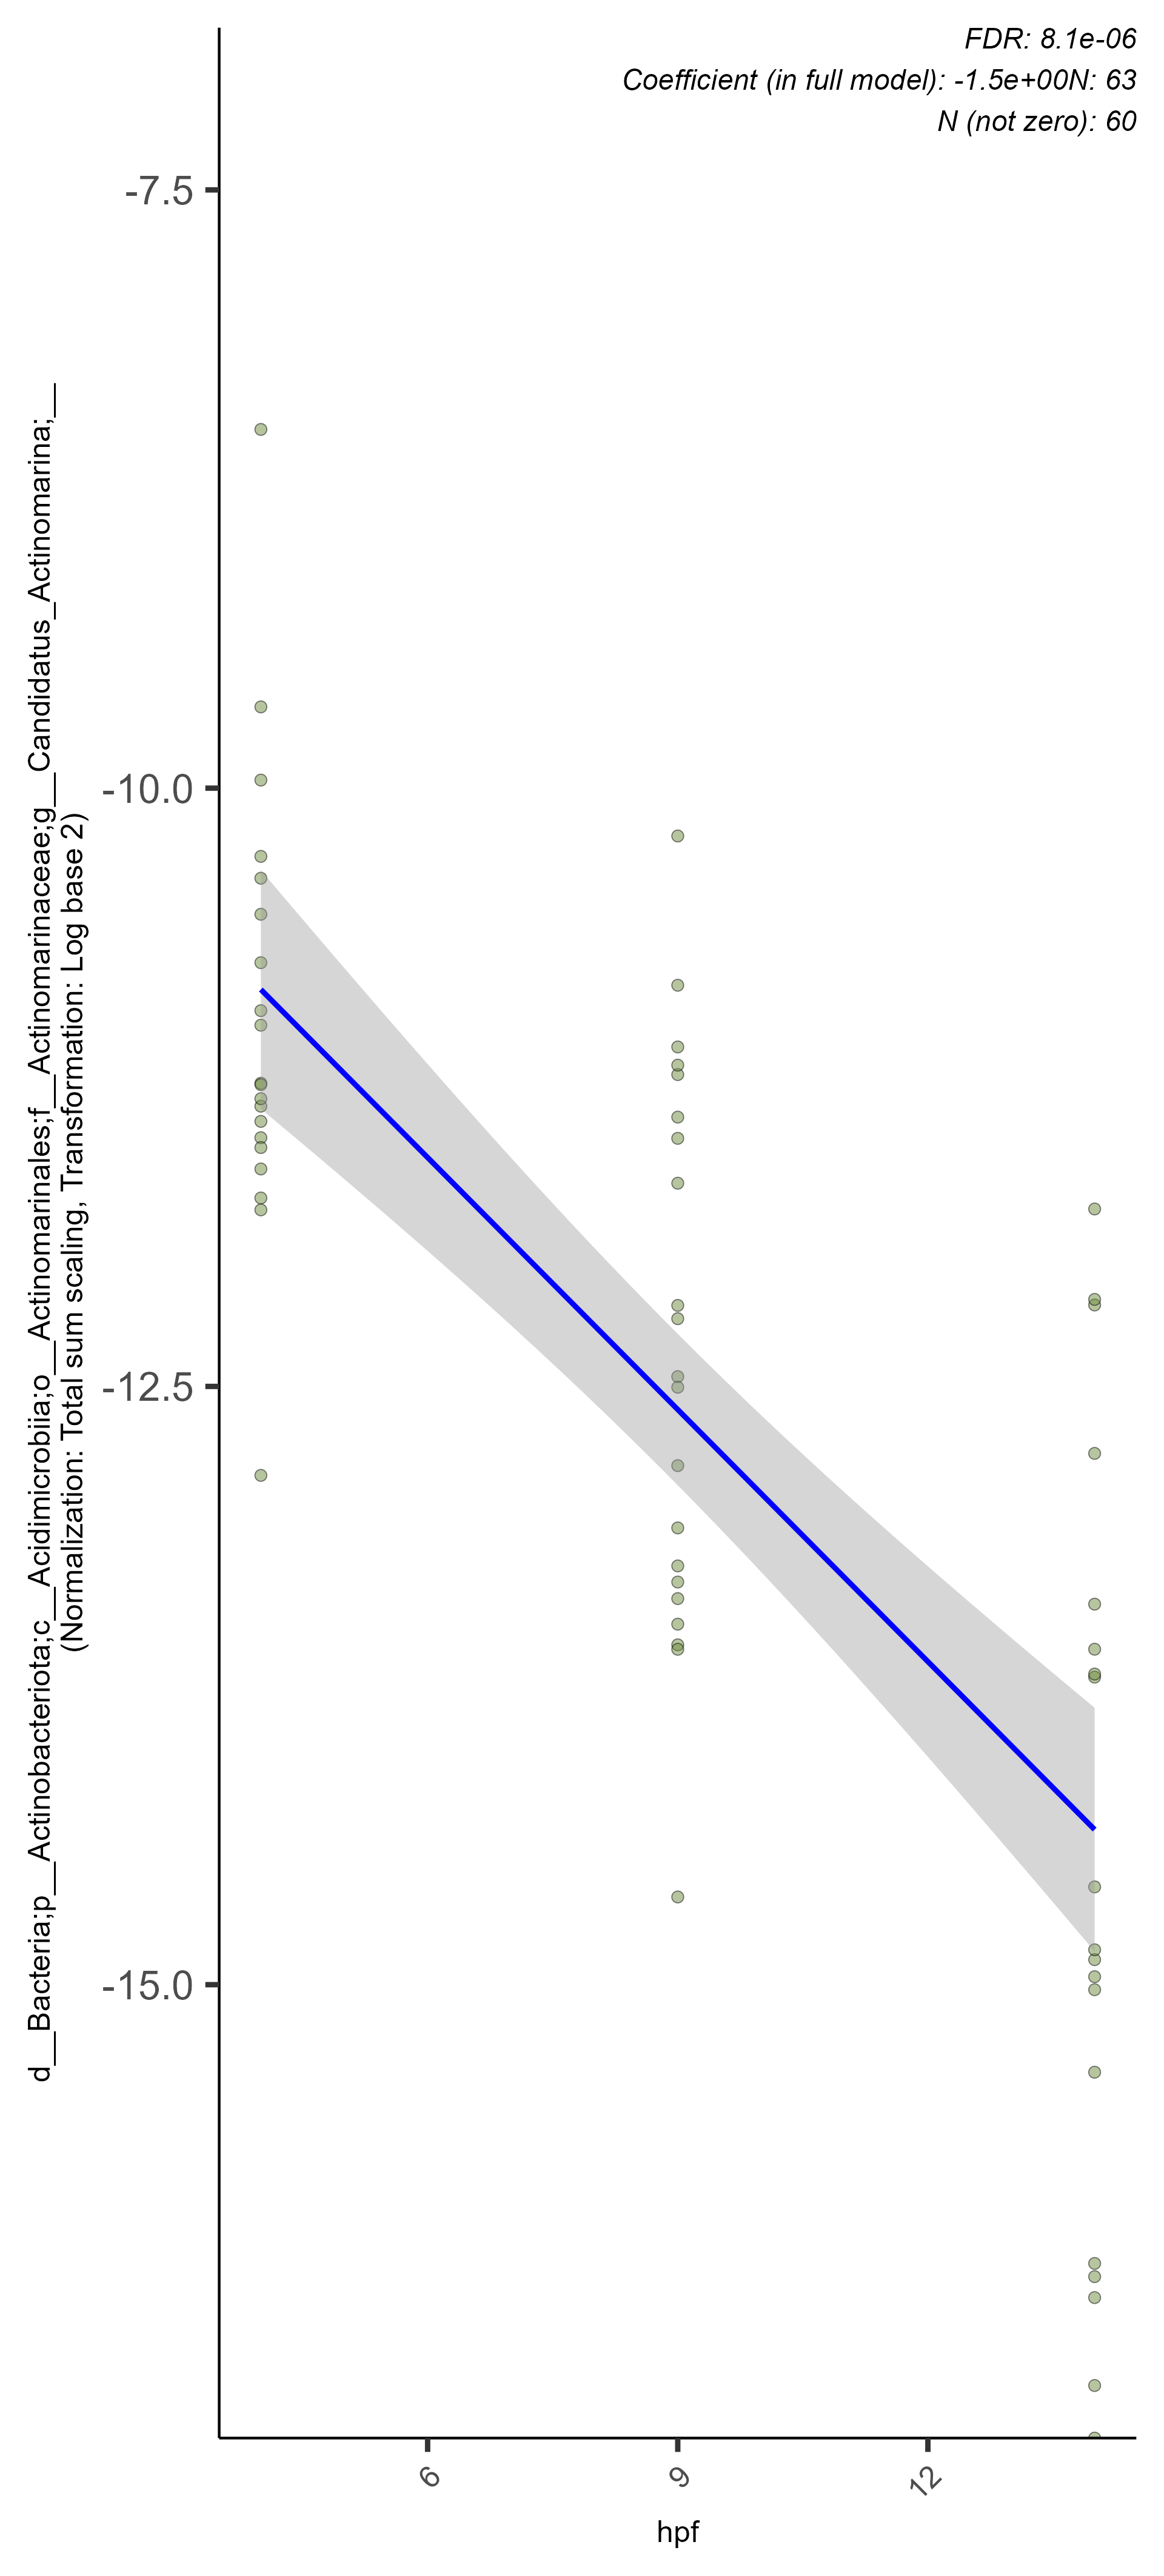 FDR: 8.1e-06
Coefficient (in full model): -1.5e+00N: 63
N (not zero): 60
d__Bacteria;p__Actinobacteriota;c__Acidimicrobiia;o__Actinomarinales;f__Actinomarinaceae;g__Candidatus_Actinomarina;__
(Normalization: Total sum scaling, Transformation: Log base 2)
-7.5
-10.0
-12.5
-15.0
6
9
12
hpf